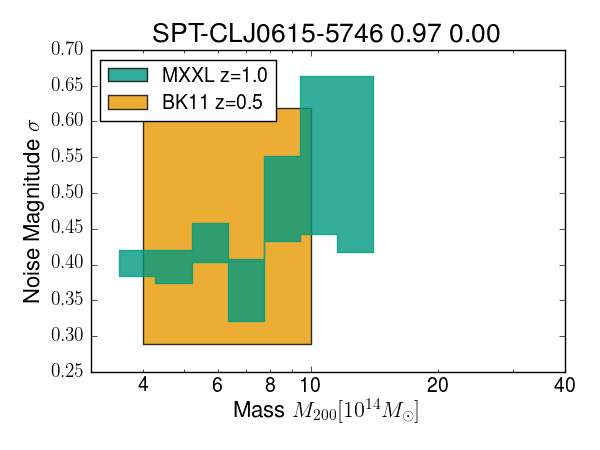 SPT-CLJ0615-5746 0.97 0.00
0.70
0.65
0.60
0.55
0.50
0.45
0.40
0.35
0.30
0.25
Noise Magnitude σ
MXXL z=1.0
BK11 z=0.5
4 6 8 10 20 40
Mass M₂₀₀[10¹⁴M☉]